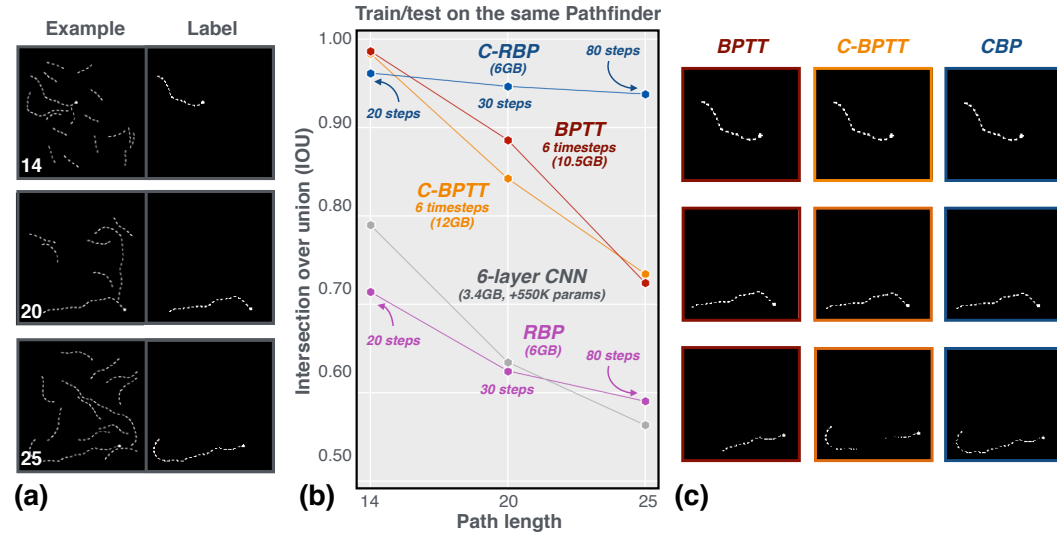 Example
Label
14
20
25
(a)
Train/test on the same Pathfinder
Intersection over union (IOU)
1.00
0.90
0.80
0.70
0.60
0.50
C-RBP
(6GB)
80 steps
20 steps
30 steps
BPTT
6 timesteps
(10.5GB)
C-BPTT
6 timesteps
(12GB)
6-layer CNN
(3.4GB, +550K params)
RBP
(6GB)
20 steps
80 steps
30 steps
14
20
25
Path length
(b)
BPTT
C-BPTT
CBP
(c)